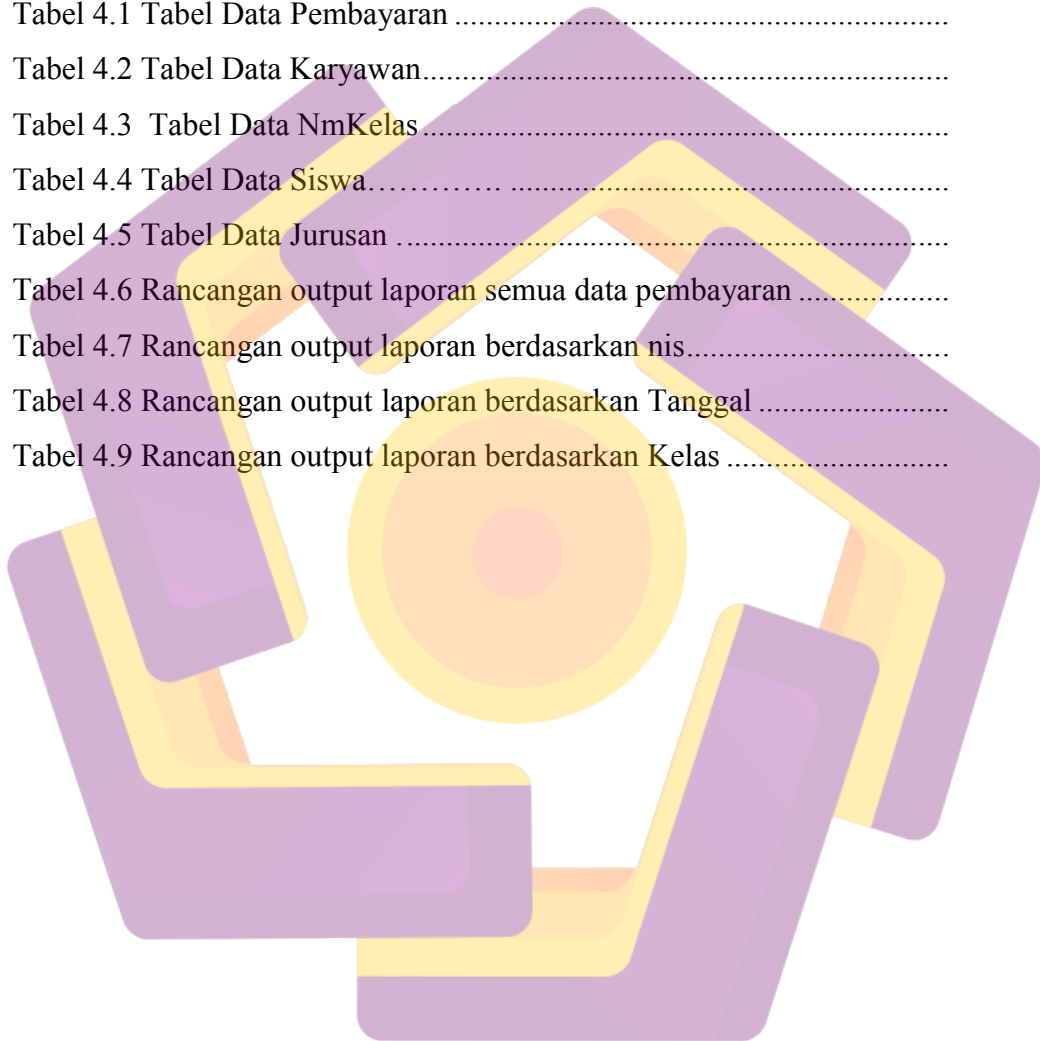 Tabel 4.1 Tabel Data Pembayaran ..............................................................................
Tabel 4.2 Tabel Data Karyawan...................................................................................
Tabel 4.3  Tabel Data NmKelas....................................................................................
Tabel 4.4 Tabel Data Siswa…………. .....................................................................
Tabel 4.5 Tabel Data Jurusan ......................................................................................
Tabel 4.6 Rancangan output laporan semua data pembayaran ........................
Tabel 4.7 Rancangan output laporan berdasarkan nis..........................................
Tabel 4.8 Rancangan output laporan berdasarkan Tanggal ..............................
Tabel 4.9 Rancangan output laporan berdasarkan Kelas ...................................